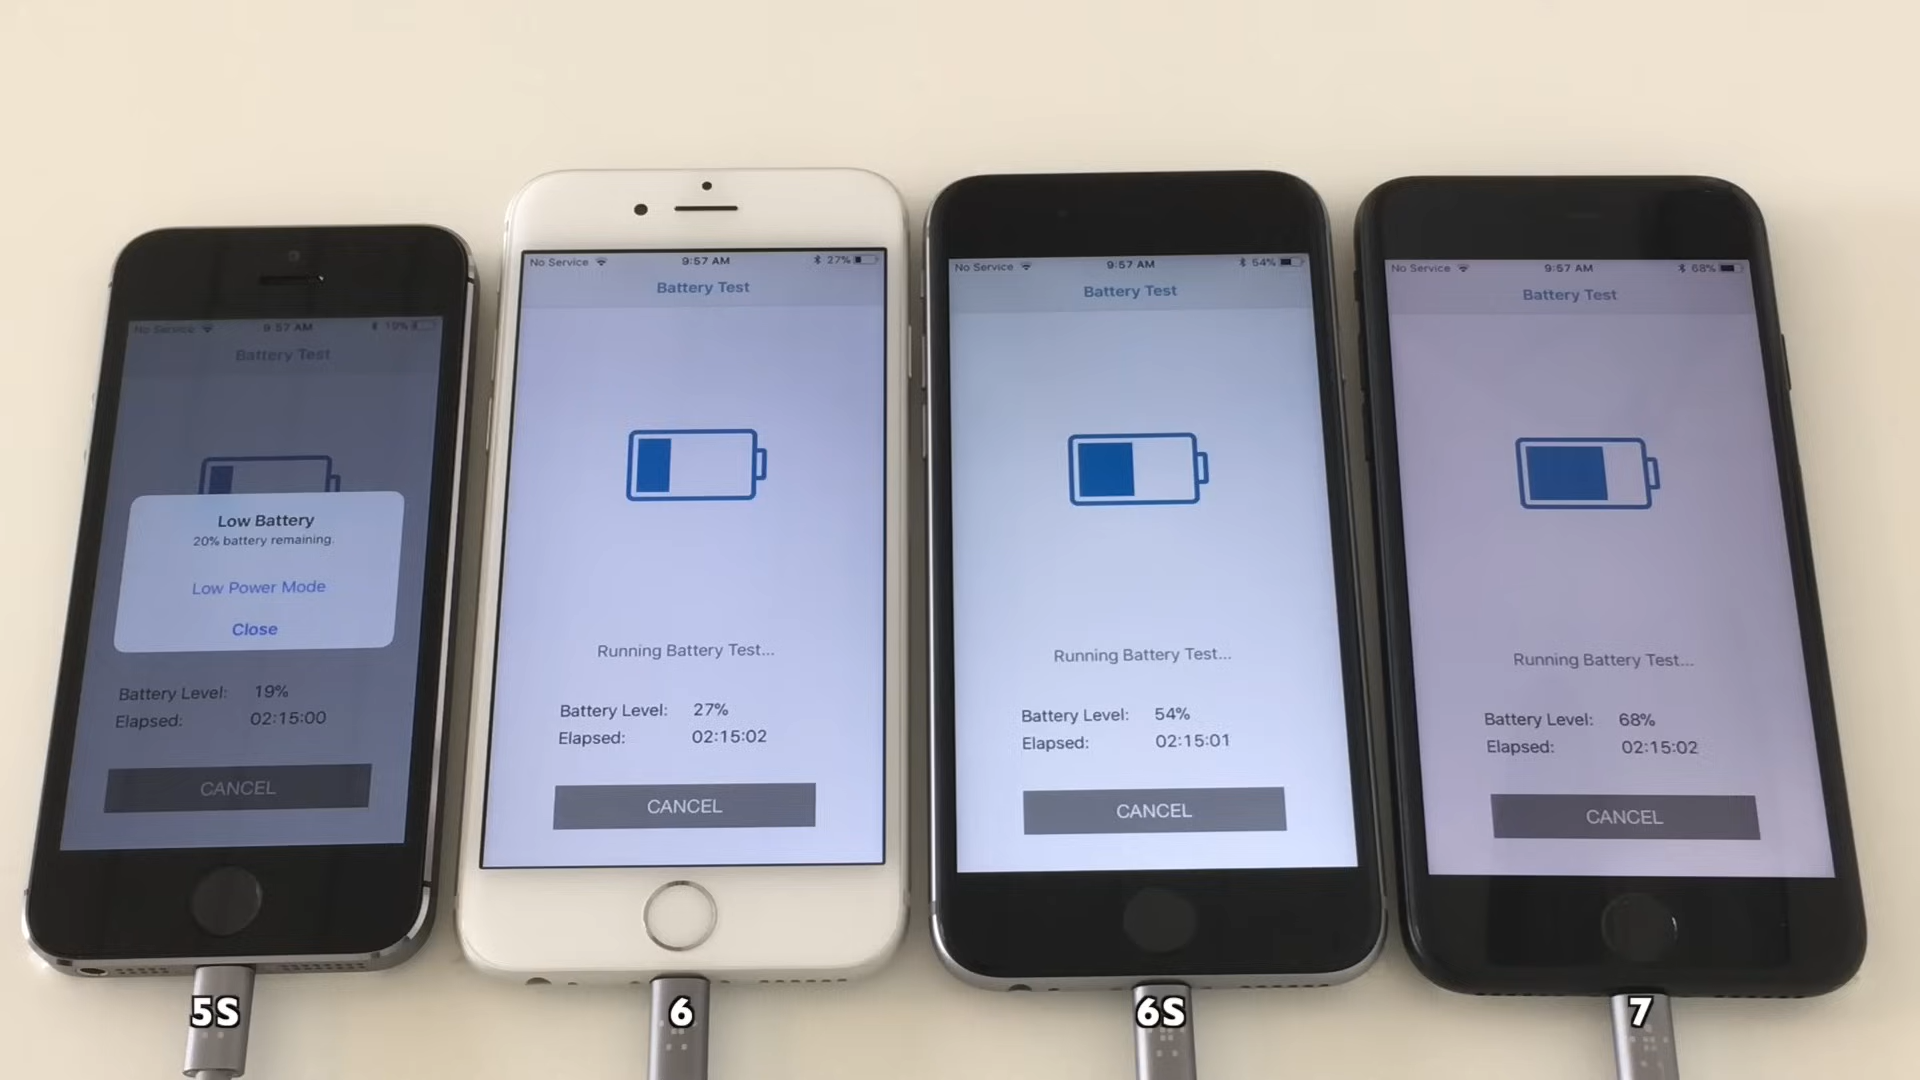 No Service 9:57 AM 19%
Battery Test
Low Battery
20% battery remaining.
Low Power Mode
Close
Battery Level: 19%
Elapsed: 02:15:00
CANCEL
5S
No Service 9:57 AM 27%
Battery Test
Running Battery Test...
Battery Level: 27%
Elapsed: 02:15:02
CANCEL
6
No Service 9:57 AM 54%
Battery Test
Running Battery Test...
Battery Level: 54%
Elapsed: 02:15:01
CANCEL
6S
No Service 9:57 AM 68%
Battery Test
Running Battery Test...
Battery Level: 68%
Elapsed: 02:15:02
CANCEL
7